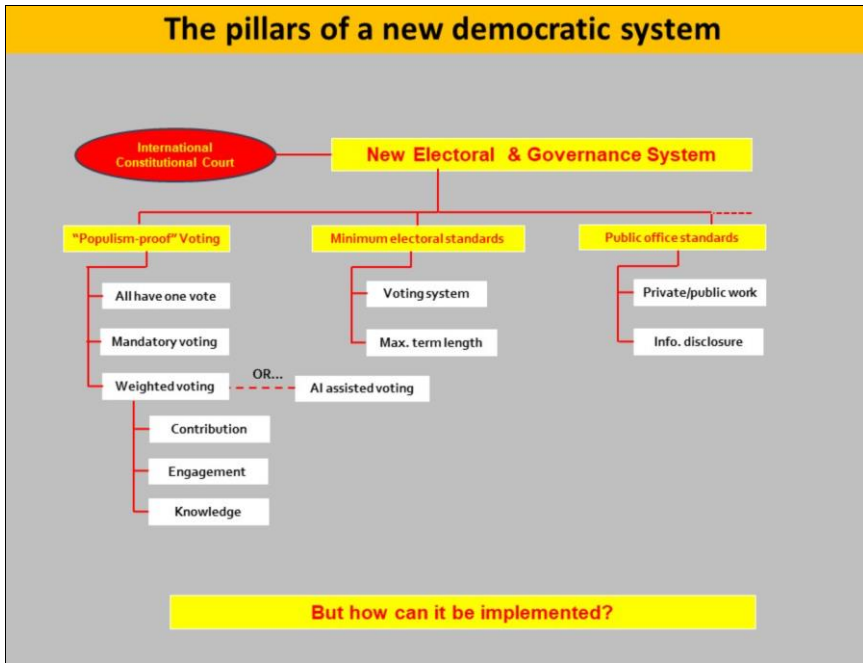 The pillars of a new democratic system
International
Constitutional Court
New Electoral & Governance System
"Populism-proof" Voting
Minimum electoral standards
Public office standards
All have one vote
Mandatory voting
Weighted voting
OR...
AI assisted voting
Contribution
Engagement
Knowledge
Voting system
Max. term length
Private/public work
Info. disclosure
But how can it be implemented?